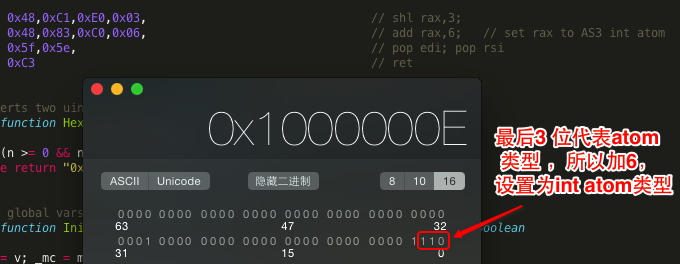 0x48,0xC1,0xE0,0x03, // shl rax,3;
0x48,0x83,0xC0,0x06, // add rax,6; // set rax to AS3 int atom
0x5f,0x5e, // pop edi; pop rsi
0xC3 // ret
erts two uin
function Hex
0x1000000E
(n >= 0 && n
e return "0x
最后3 位代表atom
类型 ，所以加6，
设置为int atom类型
ASCII Unicode 隐藏二进制 8 10 16
0000 0000 0000 0000 0000 0000 0000 0000
63 47 32
global vars
function Ini
oolean
0001 0000 0000 0000 0000 0000 0000 1110
31 15 0
= v; _mc = m